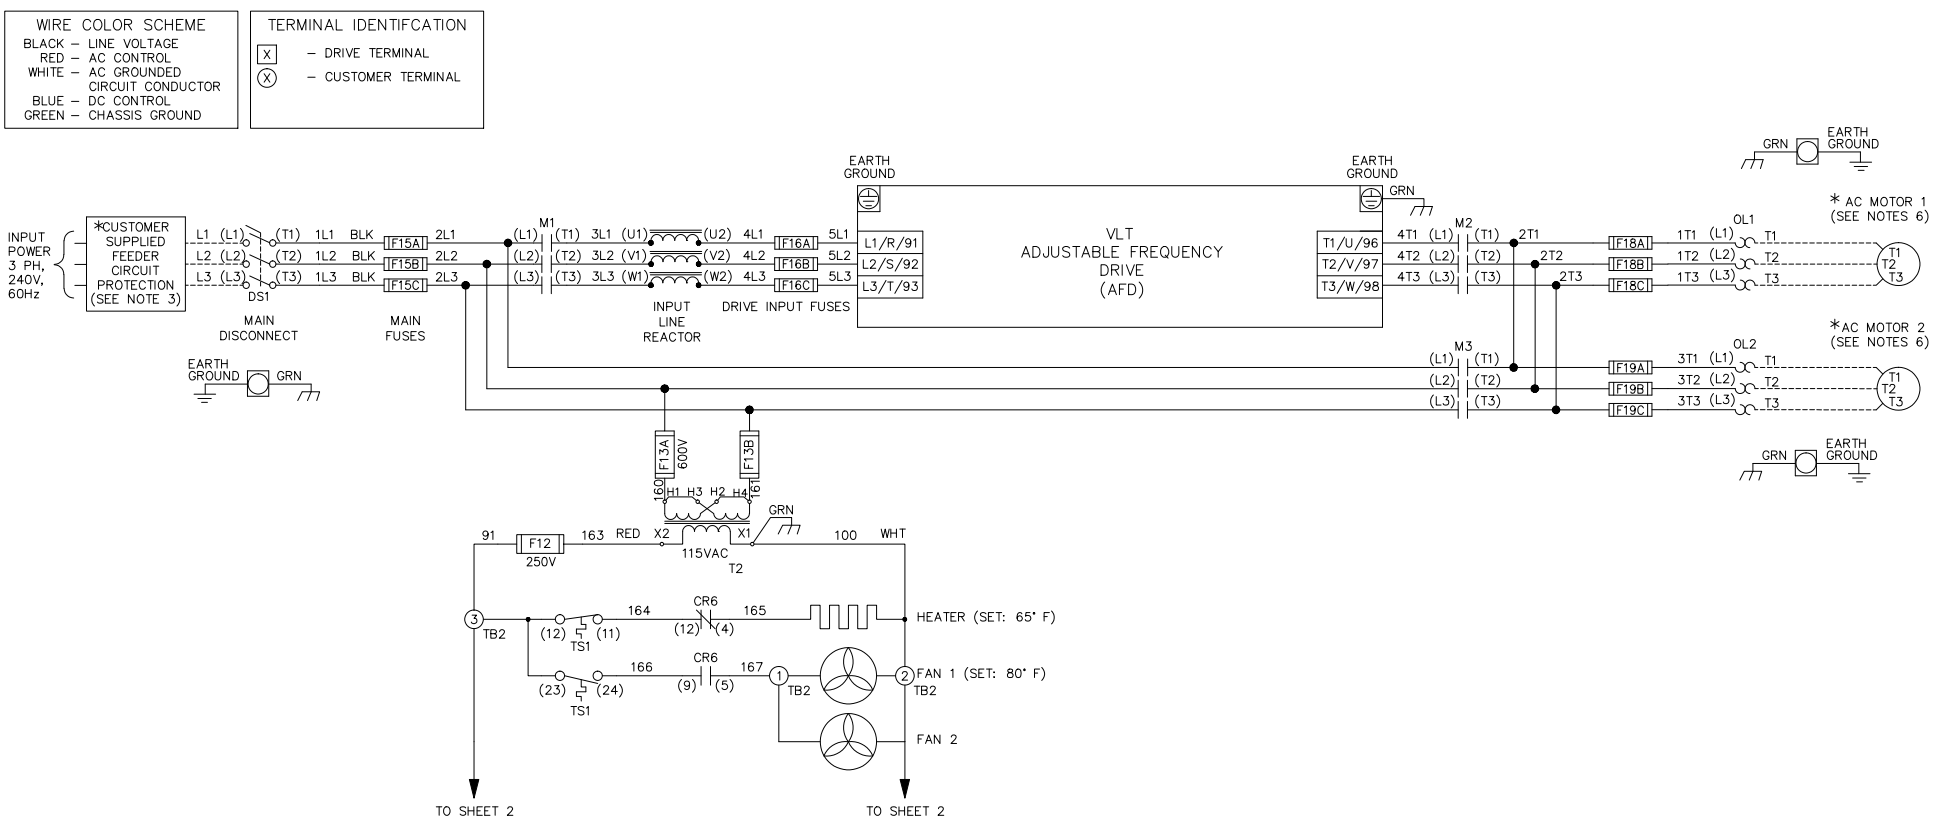 WIRE COLOR SCHEME
BLACK – LINE VOLTAGE
RED – AC CONTROL
WHITE – AC GROUNDED
CIRCUIT CONDUCTOR
BLUE – DC CONTROL
GREEN – CHASSIS GROUND
TERMINAL IDENTIFCATION
X – DRIVE TERMINAL
X – CUSTOMER TERMINAL
EARTH
GROUND
GRN
EARTH
GROUND
EARTH
GROUND
GRN
INPUT
POWER
3 PH,
240V,
60Hz
*CUSTOMER
SUPPLIED
FEEDER
CIRCUIT
PROTECTION
(SEE NOTE 3)
L1 (L1) (T1) 1L1 BLK F15A 2L1 (L1) M1 (T1) 3L1 (U1) (U2) 4L1 F16A 5L1 L1/R/91
L2 (L2) (T2) 1L2 BLK F15B 2L2 (L2) (T2) 3L2 (V1) (V2) 4L2 F16B 5L2 L2/S/92
L3 (L3) (T3) 1L3 BLK F15C 2L3 (L3) (T3) 3L3 (W1) (W2) 4L3 F16C 5L3 L3/T/93
DS1
MAIN
DISCONNECT
MAIN
FUSES
INPUT
LINE
REACTOR
DRIVE INPUT FUSES
VLT
ADJUSTABLE FREQUENCY
DRIVE
(AFD)
T1/U/96 4T1 (L1) M2 (T1) 2T1 F18A 1T1 (L1) OL1 T1
T2/V/97 4T2 (L2) (T2) 2T2 F18B 1T2 (L2) T2
T3/W/98 4T3 (L3) (T3) 2T3 F18C 1T3 (L3) T3
* AC MOTOR 1
(SEE NOTES 6)
T1
T2
T3
EARTH
GROUND
GRN
M3
(L1) (T1) F19A 3T1 (L1) OL2 T1
(L2) (T2) F19B 3T2 (L2) T2
(L3) (T3) F19C 3T3 (L3) T3
*AC MOTOR 2
(SEE NOTES 6)
T1
T2
T3
GRN
EARTH
GROUND
F13A
600V
F13B
160
H1 H3 H2 H4
161
GRN
91 F12 163 RED X2 X1 100 WHT
250V
115VAC
T2
3
TB2
(12) (11)
TS1
164
CR6
(12) (4)
165
HEATER (SET: 65° F)
(23) (24)
TS1
166
CR6
(9) (5)
167
1
TB2
2
TB2
FAN 1 (SET: 80° F)
FAN 2
TO SHEET 2
TO SHEET 2